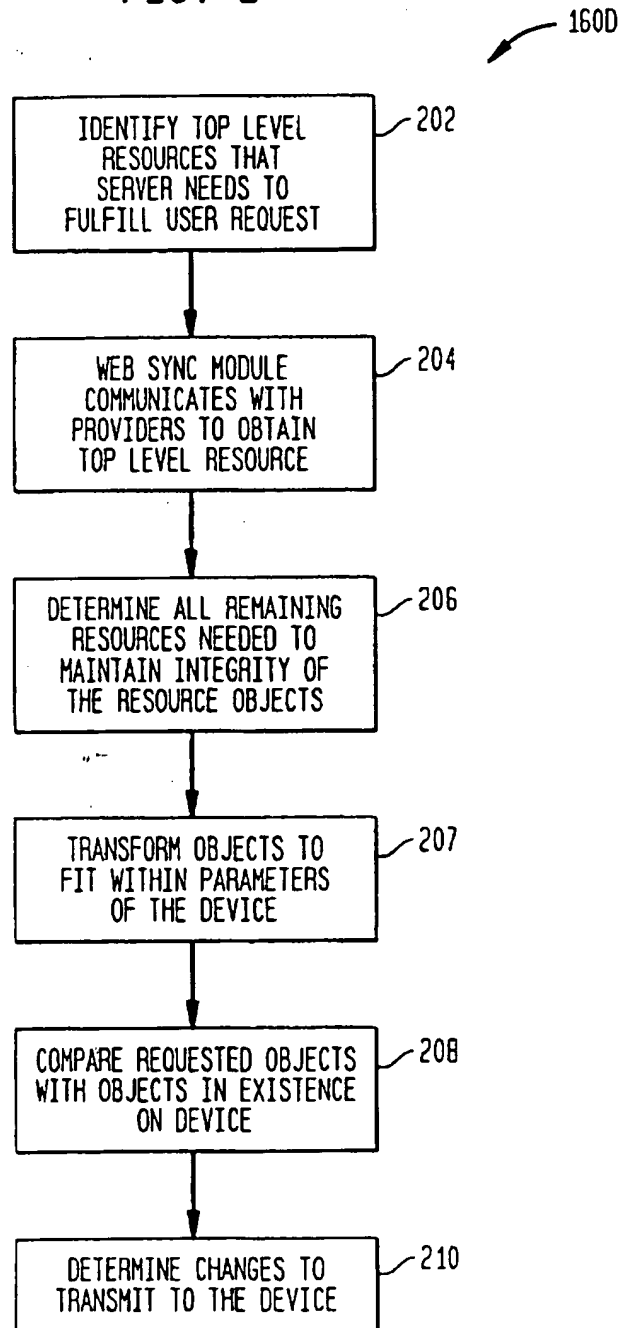 160D
IDENTIFY TOP LEVEL
RESOURCES THAT
SERVER NEEDS TO
FULFILL USER REQUEST
202
WEB SYNC MODULE
COMMUNICATES WITH
PROVIDERS TO OBTAIN
TOP LEVEL RESOURCE
204
DETERMINE ALL REMAINING
RESOURCES NEEDED TO
MAINTAIN INTEGRITY OF
THE RESOURCE OBJECTS
206
TRANSFORM OBJECTS TO
FIT WITHIN PARAMETERS
OF THE DEVICE
207
COMPARE REQUESTED OBJECTS
WITH OBJECTS IN EXISTENCE
ON DEVICE
208
DETERMINE CHANGES TO
TRANSMIT TO THE DEVICE
210